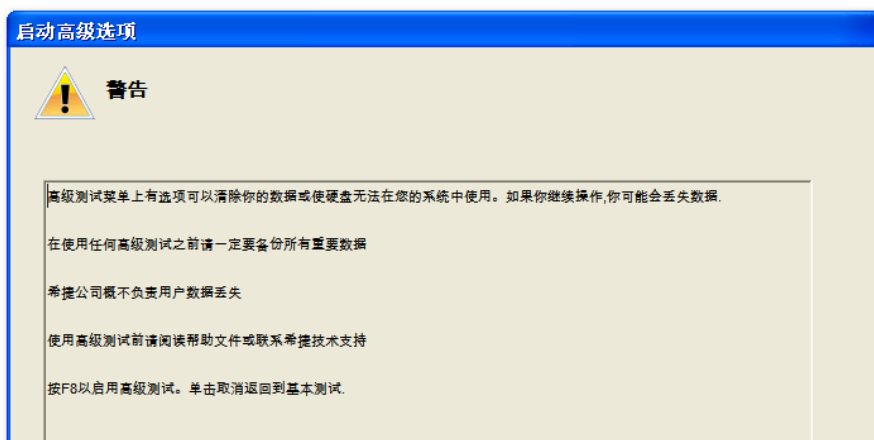 启动高级选项
警告
高级测试菜单上有选项可以清除你的数据或使硬盘无法在您的系统中使用。如果你继续操作,你可能会丢失数据.
在使用任何高级测试之前请一定要备份所有重要数据
希捷公司概不负责用户数据丢失
使用高级测试前请阅读帮助文件或联系希捷技术支持
按F8以启用高级测试。单击取消返回到基本测试.